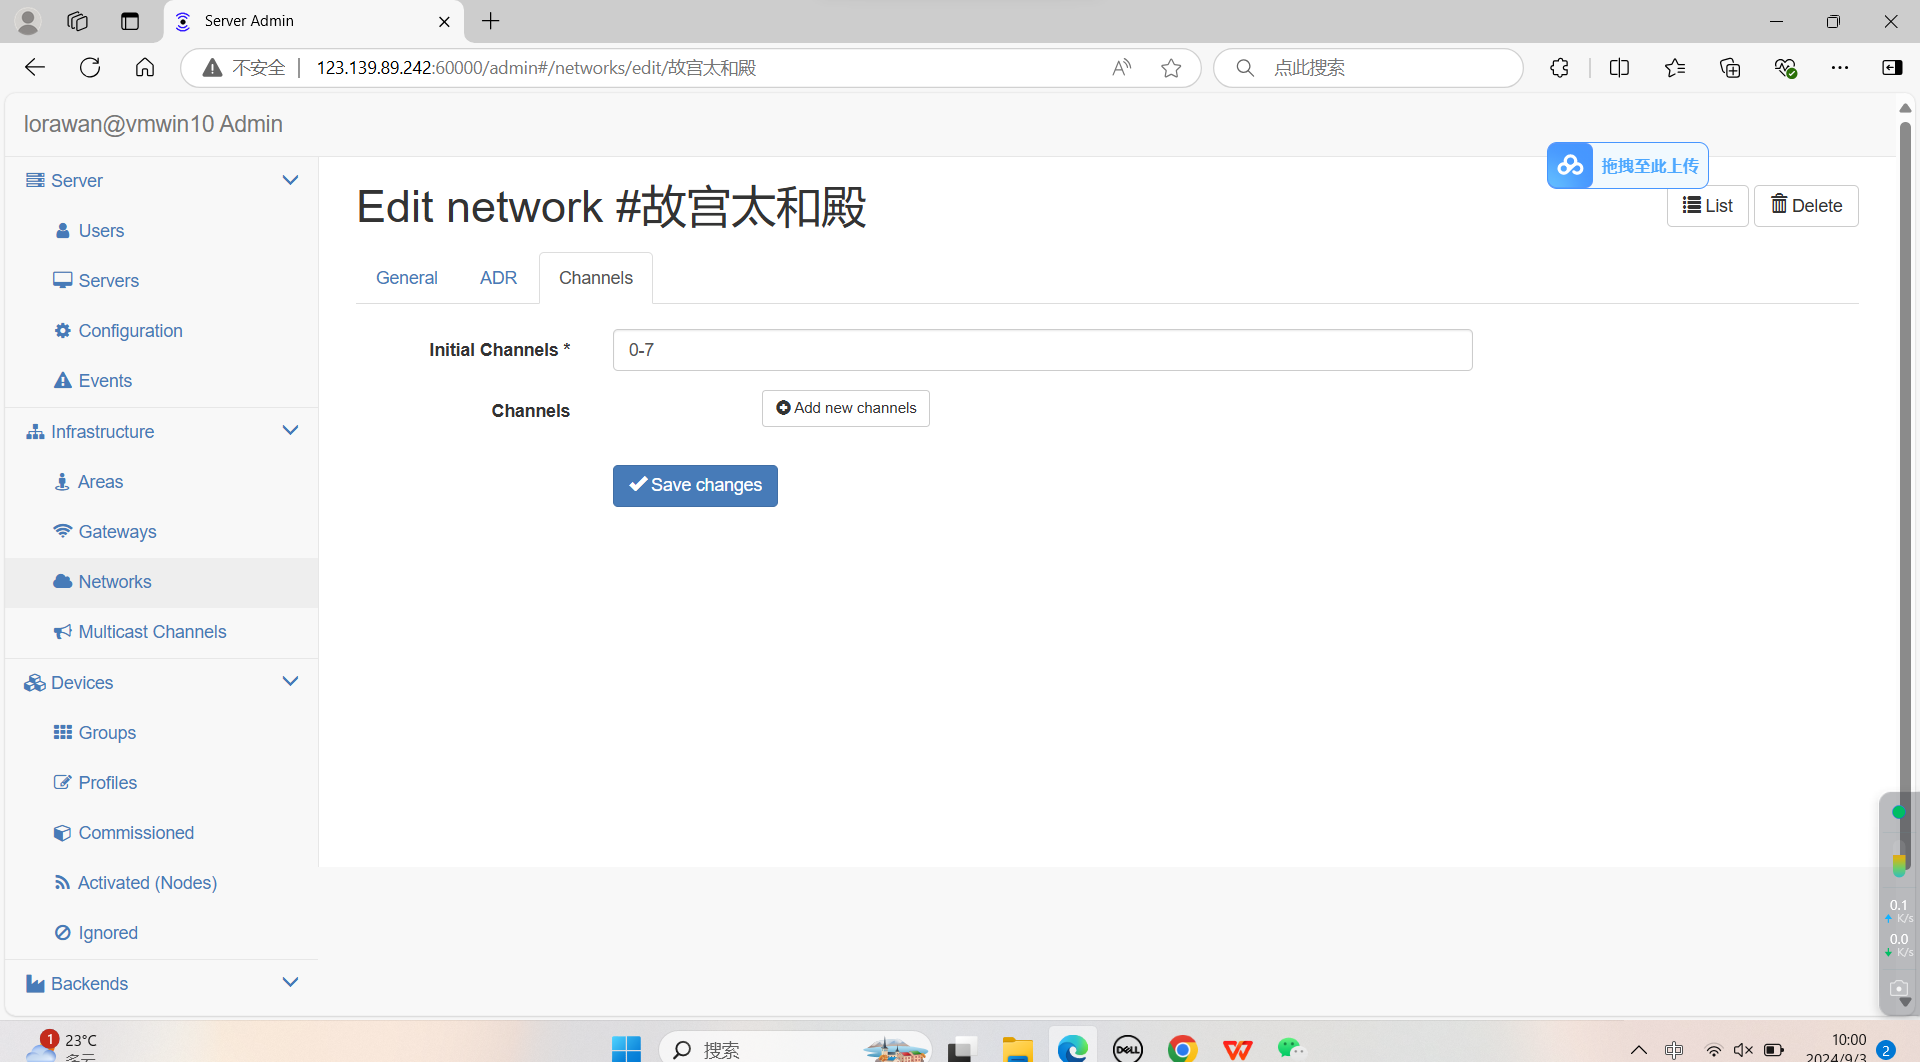 Server Admin
不安全
123.139.89.242:60000/admin#/networks/edit/故宫太和殿
点此搜索
lorawan@vmwin10 Admin
拖拽至此上传
Server
Users
Servers
Configuration
Events
Infrastructure
Areas
Gateways
Networks
Multicast Channels
Devices
Groups
Profiles
Commissioned
Activated (Nodes)
Ignored
Backends
Edit network #故宫太和殿
List
Delete
General
ADR
Channels
Initial Channels *
0-7
Channels
Add new channels
Save changes
0.1
K/s
0.0
K/s
1
23°C
多云
搜索
DELL
中
10:00
2024/9/3
2